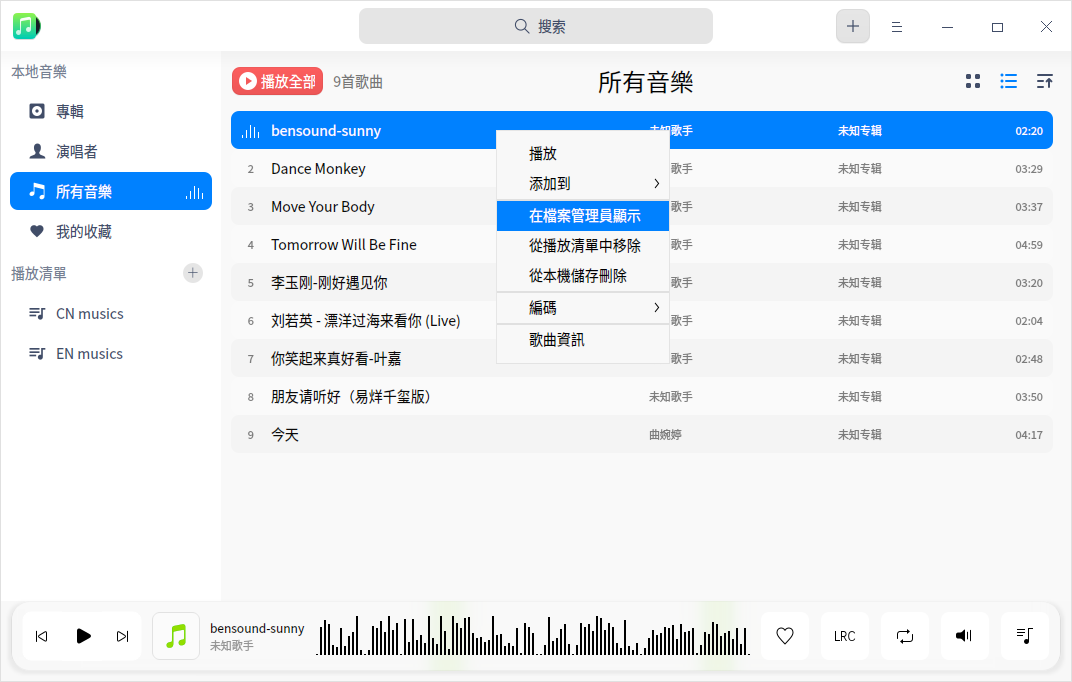 搜索
本地音樂
專輯
演唱者
所有音樂
我的收藏
播放清單
CN musics
EN musics
播放全部 9首歌曲
所有音樂
bensound-sunny 未知歌手 未知专辑 02:20
2 Dance Monkey 歌手 未知专辑 03:29
3 Move Your Body 歌手 未知专辑 03:37
4 Tomorrow Will Be Fine 歌手 未知专辑 04:59
5 李玉刚-刚好遇见你 歌手 未知专辑 03:20
6 刘若英 - 漂洋过海来看你 (Live) 歌手 未知专辑 02:04
7 你笑起来真好看-叶嘉 歌手 未知专辑 02:48
8 朋友请听好（易烊千玺版） 未知歌手 未知专辑 03:50
9 今天 曲婉婷 未知专辑 04:17
播放
添加到
在檔案管理員顯示
從播放清單中移除
從本機儲存刪除
編碼
歌曲資訊
bensound-sunny
未知歌手
LRC